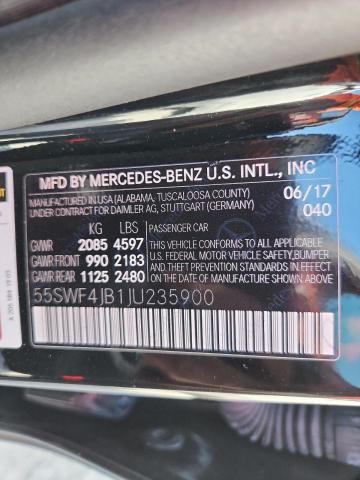 MFD BY MERCEDES-BENZ U.S. INTL., INC
MANUFACTURED IN USA (ALABAMA, TUSCALOOSA COUNTY) 06/17
UNDER CONTRACT FOR DAIMLER AG, STUTTGART (GERMANY) 040
KG LBS PASSENGER CAR
GVWR 2085 4597 THIS VEHICLE CONFORMS TO ALL APPLICABLE
GAWR FRONT 990 2183 U.S. FEDERAL MOTOR VEHICLE SAFETY, BUMPER
GAWR REAR 1125 2480 AND THEFT PREVENTION STANDARDS IN EFFECT ON THE DATE OF MANUFACTURE SHOWN ABOVE.
55SWF4JB1JU235900